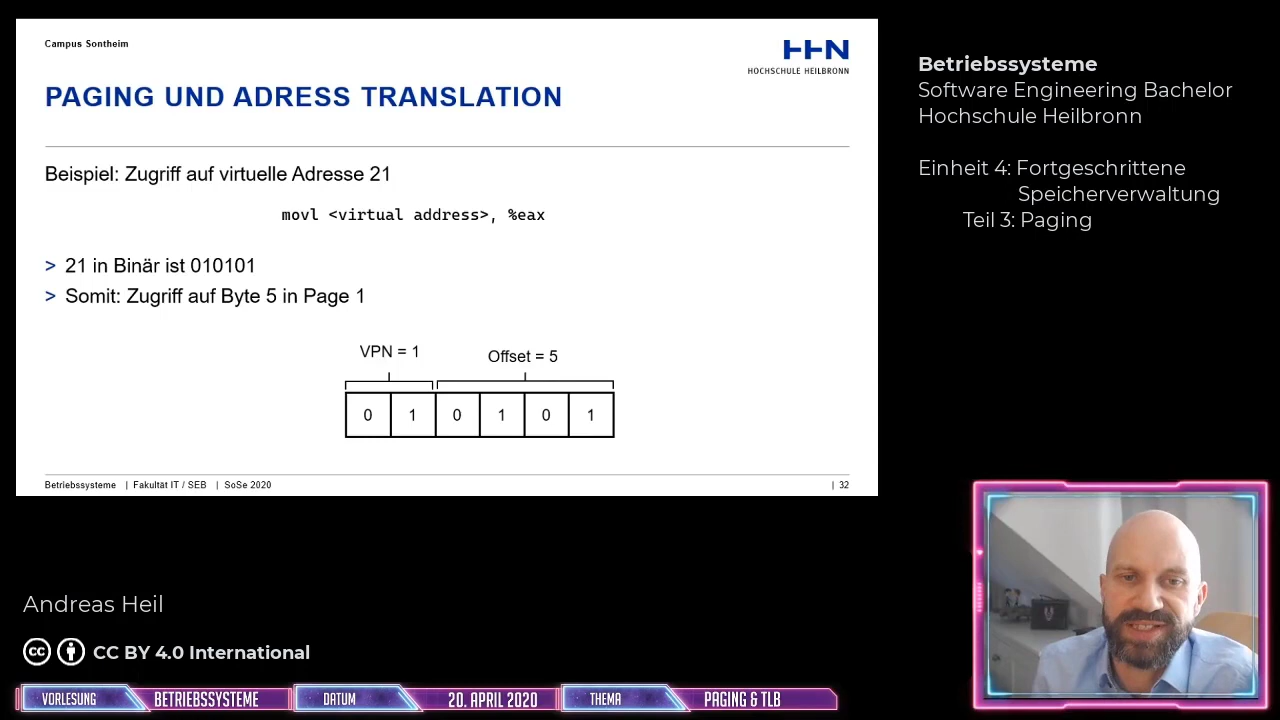 Campus Sontheim
HHN
HOCHSCHULE HEILBRONN
PAGING UND ADRESS TRANSLATION
Beispiel: Zugriff auf virtuelle Adresse 21
movl <virtual address>, %eax
> 21 in Binär ist 010101
> Somit: Zugriff auf Byte 5 in Page 1
VPN = 1 Offset = 5
0 1 0 1 0 1
Betriebssysteme | Fakultät IT / SEB | SoSe 2020 | 32
Betriebssysteme
Software Engineering Bachelor
Hochschule Heilbronn
Einheit 4: Fortgeschrittene
Speicherverwaltung
Teil 3: Paging
Andreas Heil
cc CC BY 4.0 International
VORLESUNG BETRIEBSSYSTEME DATUM 20. APRIL 2020 THEMA PAGING & TLB